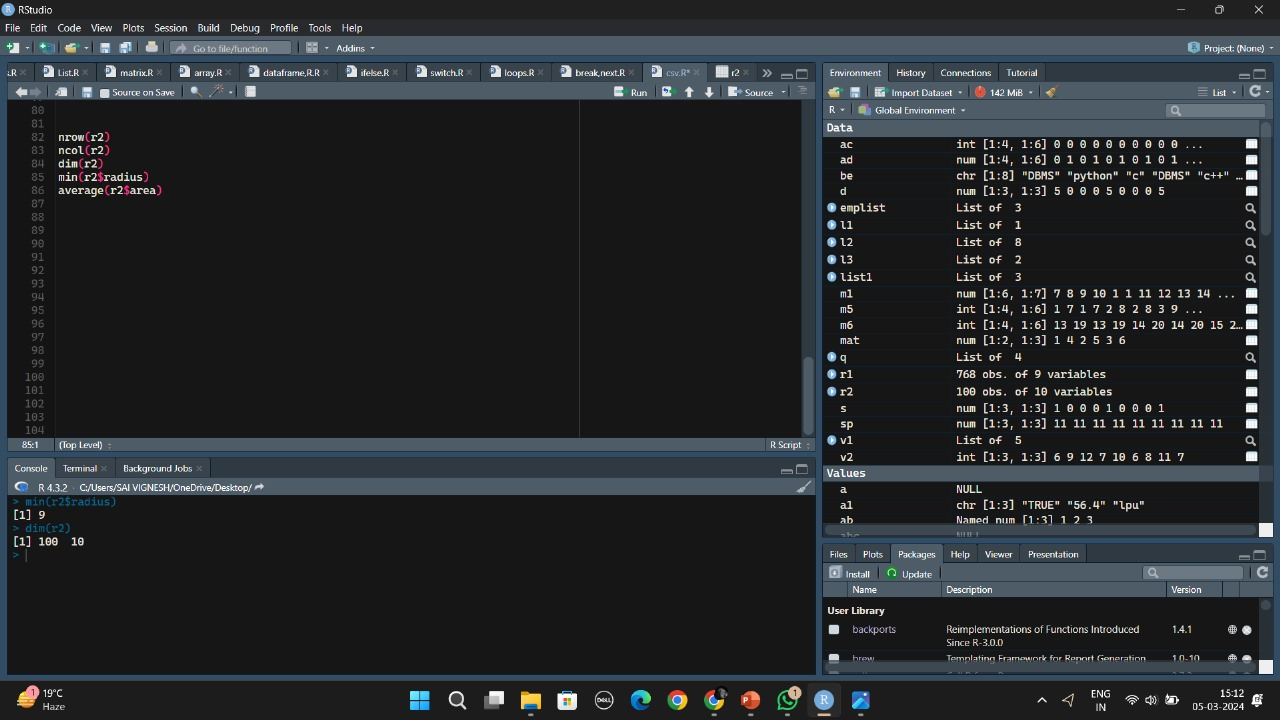 RStudio
File Edit Code View Plots Session Build Debug Profile Tools Help
Go to file/function Addins Project: (None)
s.R List.R matrix.R array.R dataframe,R.R ifelse.R switch.R loops.R break,next.R csv.R* r2
Source on Save Run Source
80
81
82 nrow(r2)
83 ncol(r2)
84 dim(r2)
85 min(r2$radius)
86 average(r2$area)
87
88
89
90
91
92
93
94
95
96
97
98
99
100
101
102
103
104
85:1 (Top Level) R Script
Console Terminal Background Jobs
R 4.3.2 · C:/Users/SAI VIGNESH/OneDrive/Desktop/
> min(r2$radius)
[1] 9
> dim(r2)
[1] 100 10
>
Environment History Connections Tutorial
Import Dataset 142 MiB List
R Global Environment
Data
ac int [1:4, 1:6] 0 0 0 0 0 0 0 0 0 0 ...
ad num [1:4, 1:6] 0 1 0 1 0 1 0 1 0 1 ...
be chr [1:8] "DBMS" "python" "c" "DBMS" "c++" …
d num [1:3, 1:3] 5 0 0 0 5 0 0 0 5
emplist List of 3
l1 List of 1
l2 List of 8
l3 List of 2
list1 List of 3
m1 num [1:6, 1:7] 7 8 9 10 1 1 11 12 13 14 ...
m5 int [1:4, 1:6] 1 7 1 7 2 8 2 8 3 9 ...
m6 int [1:4, 1:6] 13 19 13 19 14 20 14 20 15 2…
mat num [1:2, 1:3] 1 4 2 5 3 6
q List of 4
r1 768 obs. of 9 variables
r2 100 obs. of 10 variables
s num [1:3, 1:3] 1 0 0 0 1 0 0 0 1
sp num [1:3, 1:3] 11 11 11 11 11 11 11 11 11
v1 List of 5
v2 int [1:3, 1:3] 6 9 12 7 10 6 8 11 7
Values
a NULL
a1 chr [1:3] "TRUE" "56.4" "lpu"
ab Named num [1:3] 1 2 3
abc NULL
Files Plots Packages Help Viewer Presentation
Install Update
Name Description Version
User Library
backports Reimplementations of Functions Introduced Since R-3.0.0 1.4.1
brew Templating Framework for Report Generation 1.0-10
1 19°C
Haze
DELL
1
ENG
IN
15:12
05-03-2024